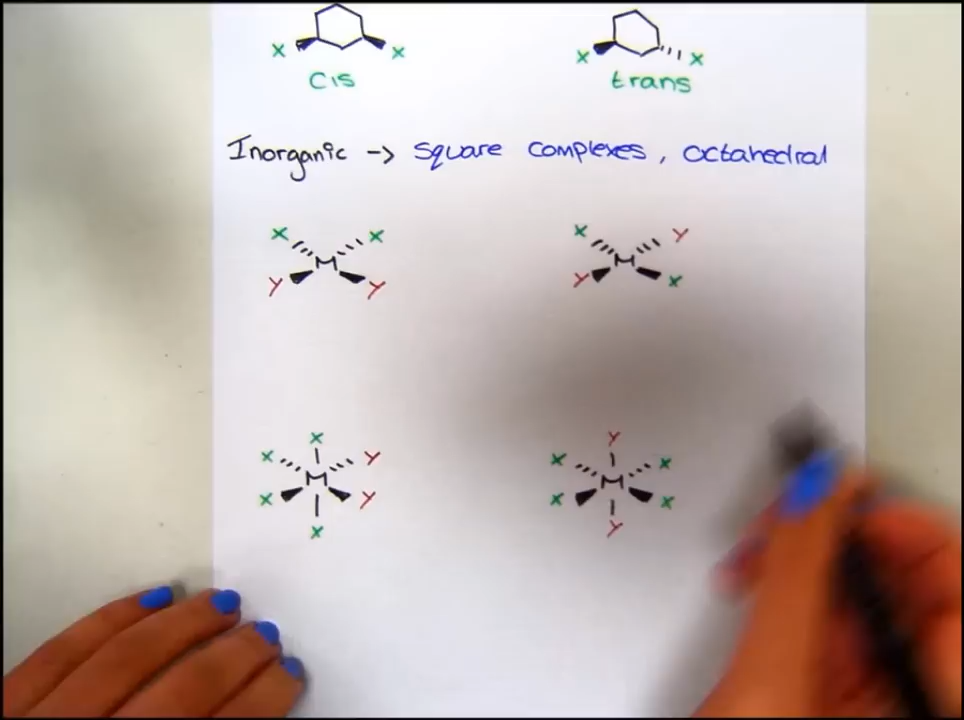 X X X X
Cis trans
Inorganic -> Square complexes, Octahedral
X X X Y
M M
Y Y Y X
X Y
X Y X X
M M
X Y X X
X Y